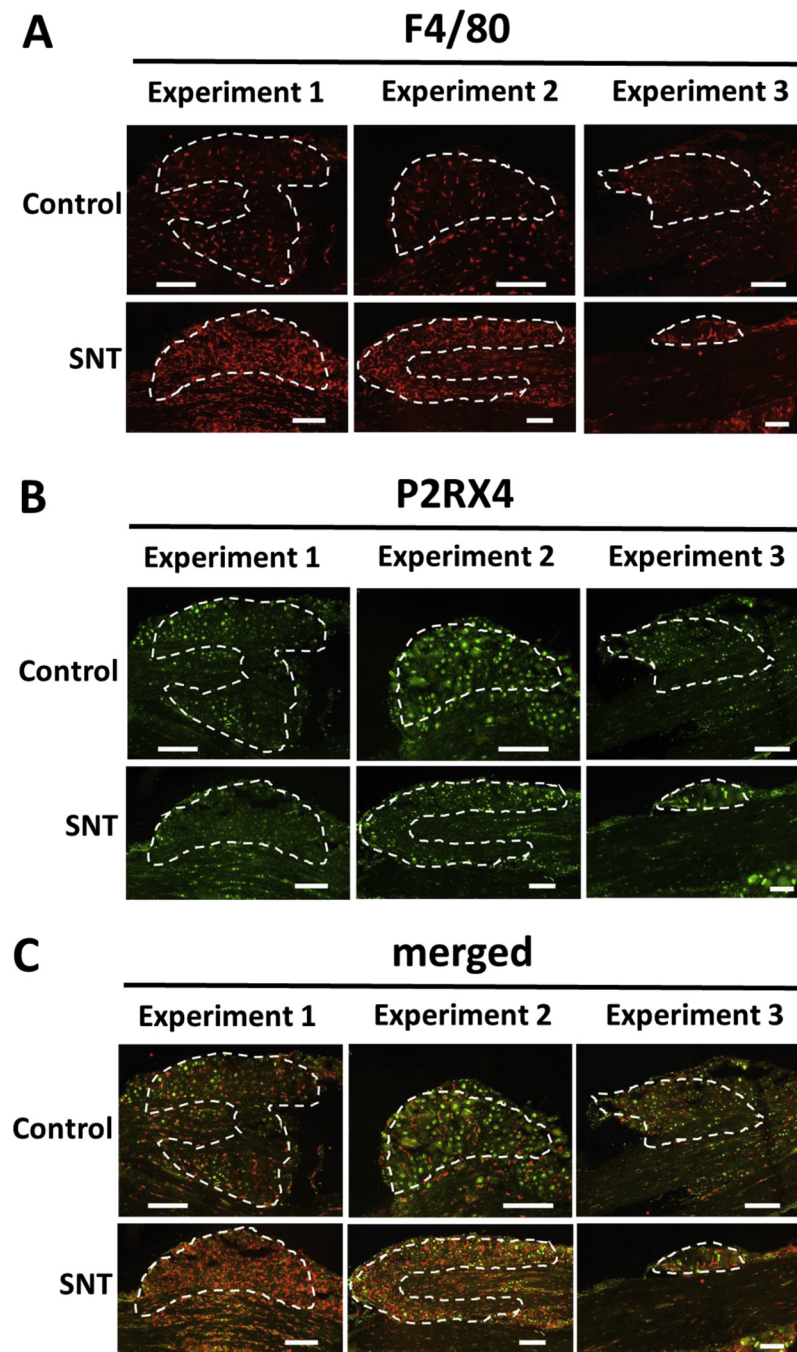 A
F4/80
Experiment 1 Experiment 2 Experiment 3
Control
SNT
B
P2RX4
Experiment 1 Experiment 2 Experiment 3
Control
SNT
C
merged
Experiment 1 Experiment 2 Experiment 3
Control
SNT